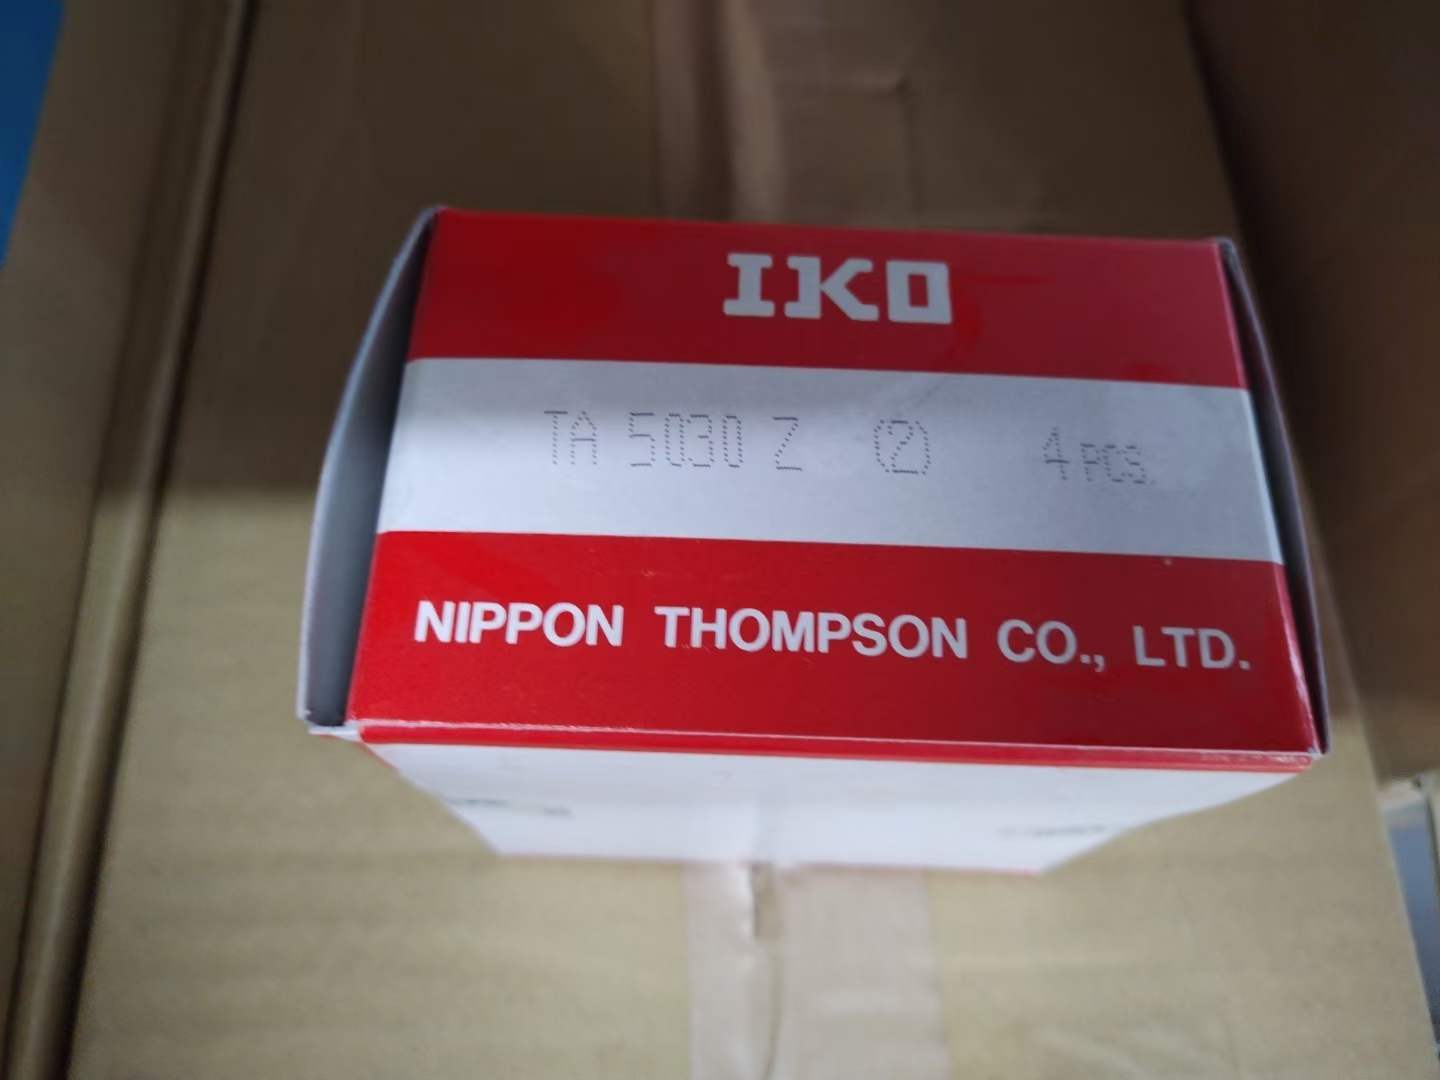 IKO
TA 5030 Z (2) 4 PCS
NIPPON THOMPSON CO., LTD.